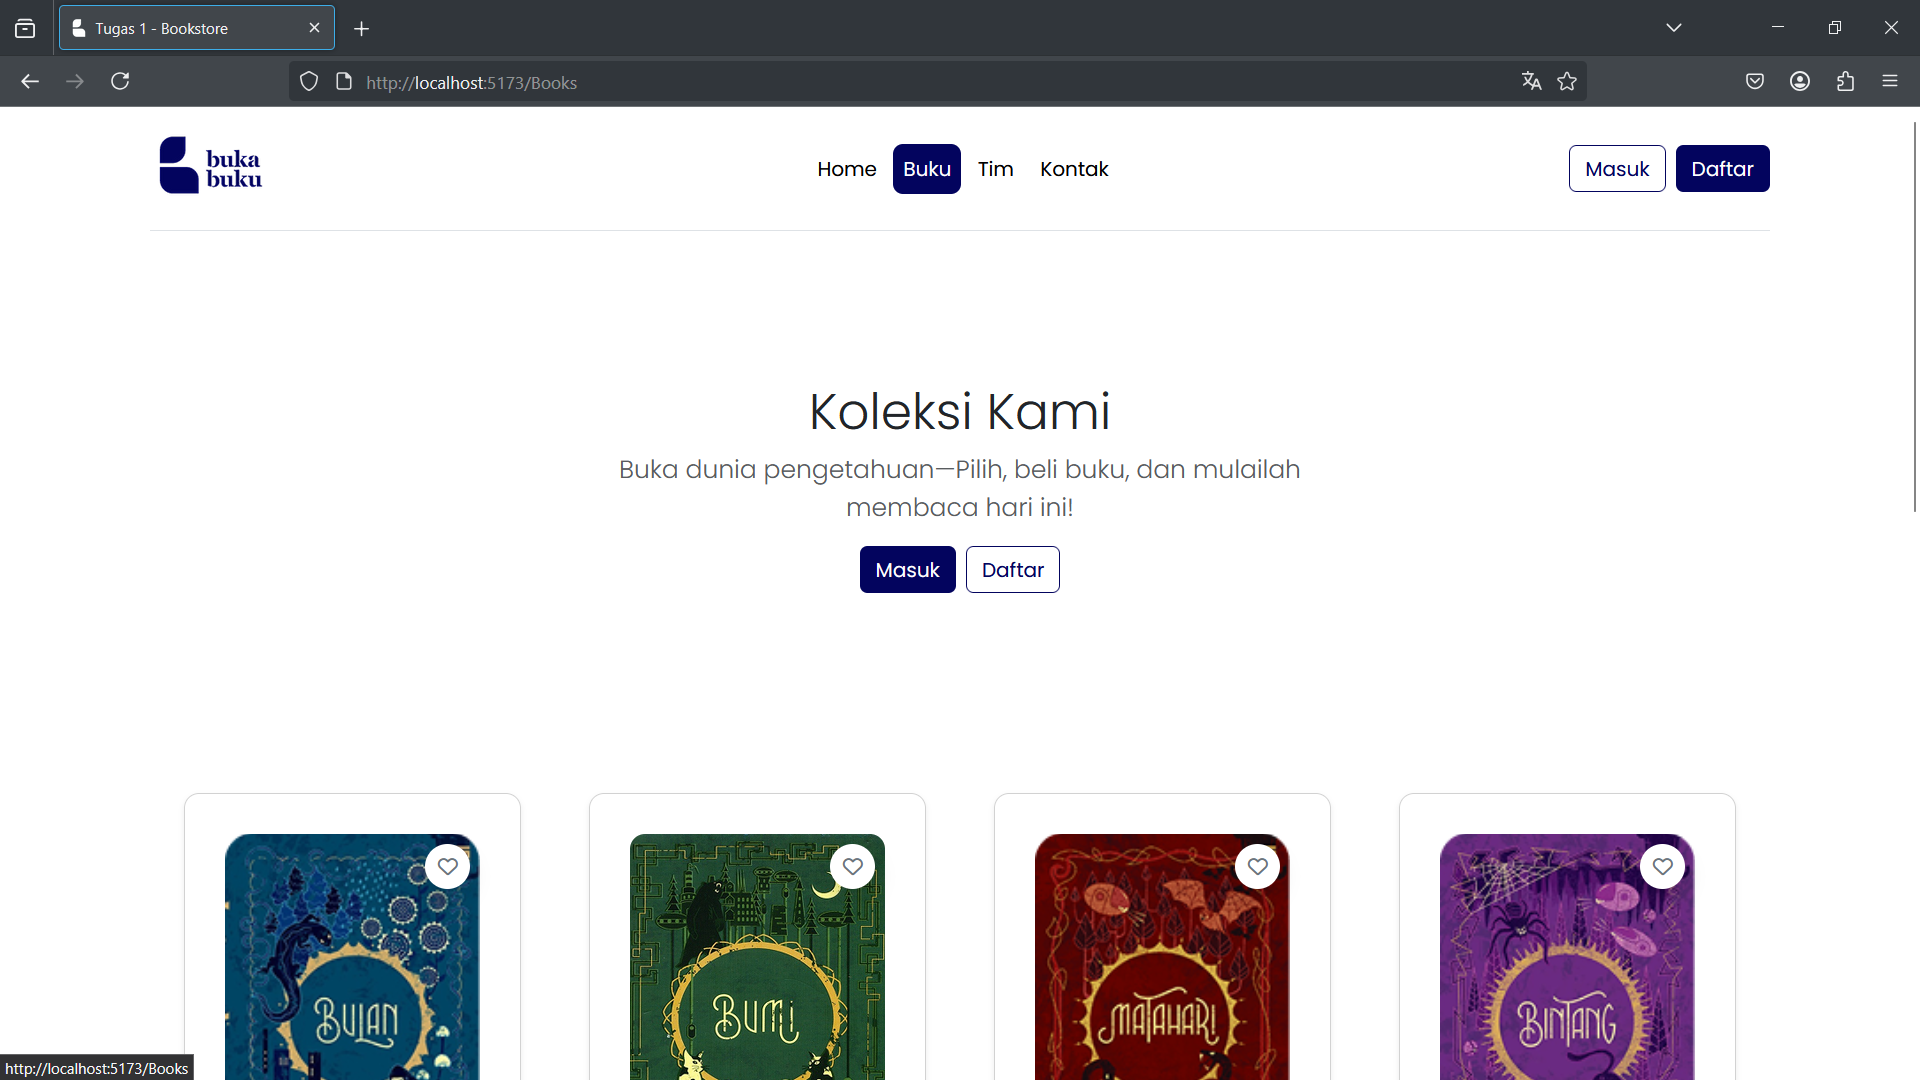 Tugas 1 - Bookstore
http://localhost:5173/Books
buka
buku
Home Buku Tim Kontak
Masuk Daftar
Koleksi Kami
Buka dunia pengetahuan—Pilih, beli buku, dan mulailah
membaca hari ini!
Masuk Daftar
BULAN
BUMI
MATAHARI
BINTANG
http://localhost:5173/Books